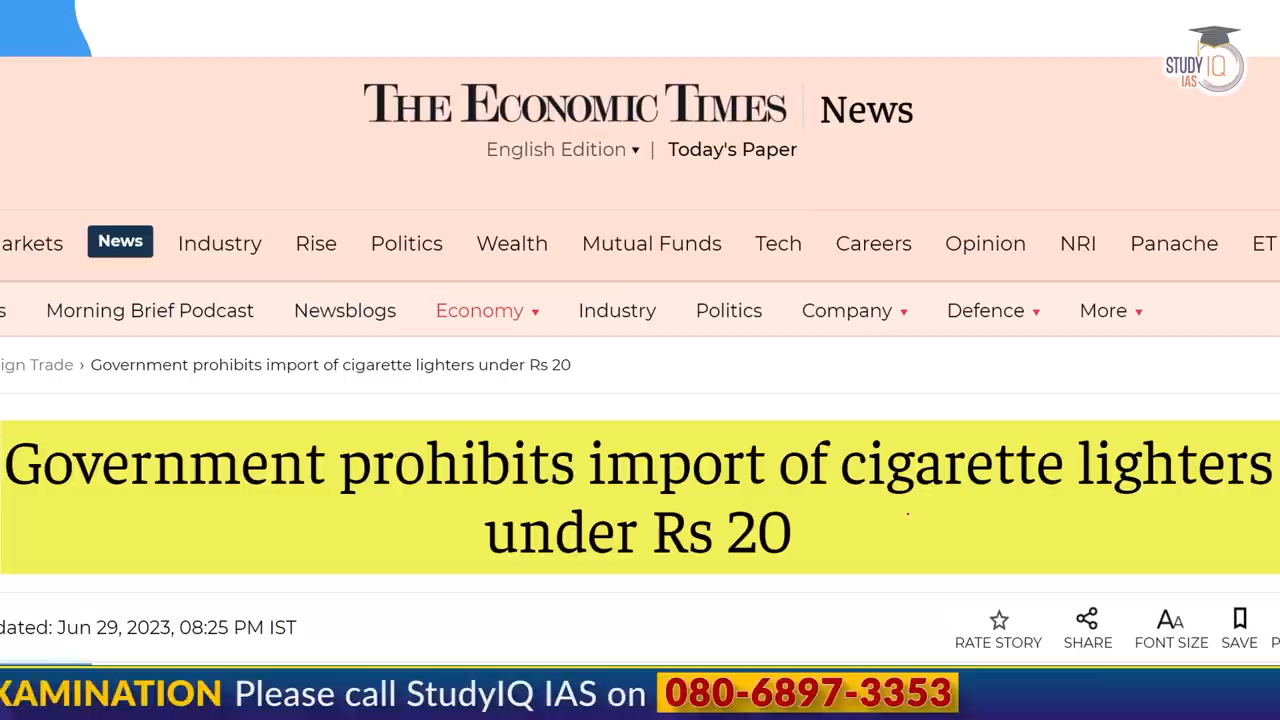 STUDY IQ
IAS
THE ECONOMIC TIMES News
English Edition | Today's Paper
arkets News Industry Rise Politics Wealth Mutual Funds Tech Careers Opinion NRI Panache ET
s Morning Brief Podcast Newsblogs Economy Industry Politics Company Defence More
ign Trade › Government prohibits import of cigarette lighters under Rs 20
Government prohibits import of cigarette lighters
under Rs 20
dated: Jun 29, 2023, 08:25 PM IST
RATE STORY SHARE FONT SIZE SAVE P
XAMINATION Please call StudyIQ IAS on 080-6897-3353